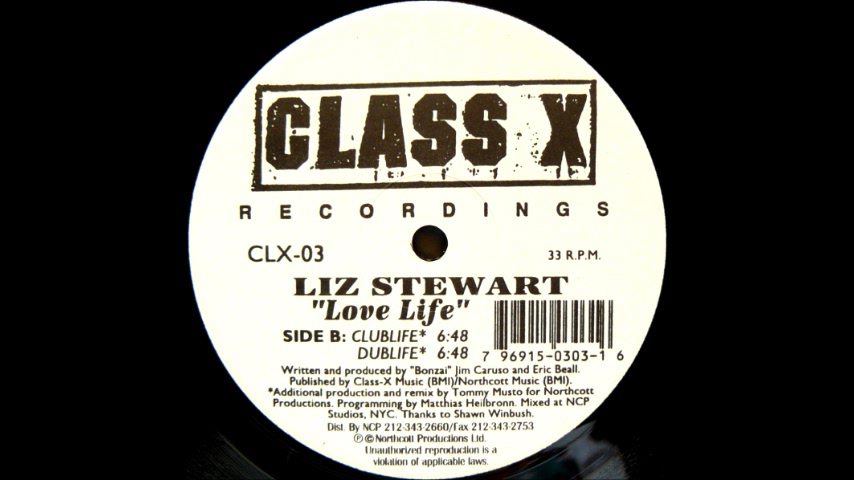 CLASS X
RECORDINGS
CLX-03
33 R.P.M.
LIZ STEWART
"Love Life"
SIDE B: CLUBLIFE* 6:48
DUBLIFE* 6:48
7 96915-0303-1 6
Written and produced by "Bonzai" Jim Caruso and Eric Beall.
Published by Class-X Music (BMI)/Northcott Music (BMI).
*Additional production and remix by Tommy Musto for Northcott
Productions. Programming by Matthias Heilbronn. Mixed at NCP
Studios, NYC. Thanks to Shawn Winbush.
Dist. By NCP 212-343-2660/Fax 212-343-2753
℗ © Northcott Productions Ltd.
Unauthorized reproduction is a
violation of applicable laws.